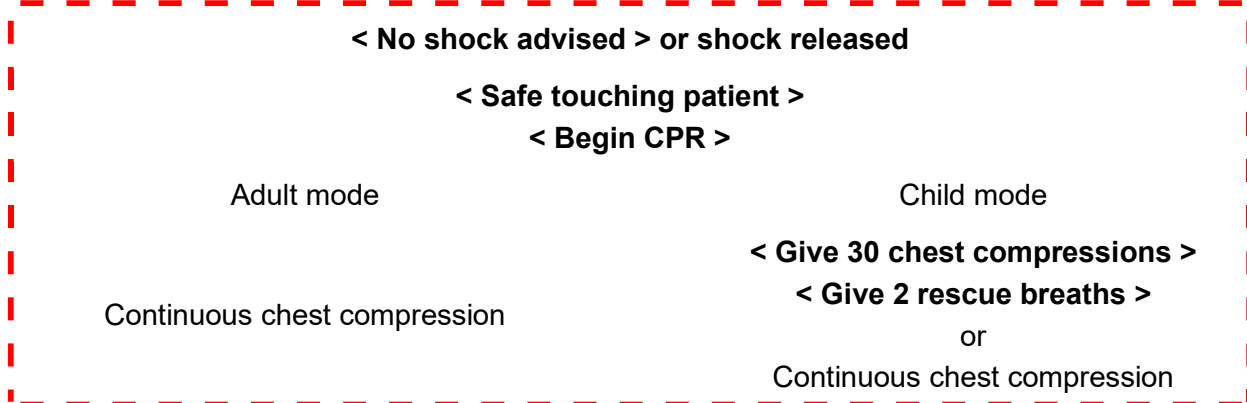 < No shock advised > or shock released
< Safe touching patient >
< Begin CPR >
Adult mode
Child mode
Continuous chest compression
< Give 30 chest compressions >
< Give 2 rescue breaths >
or
Continuous chest compression